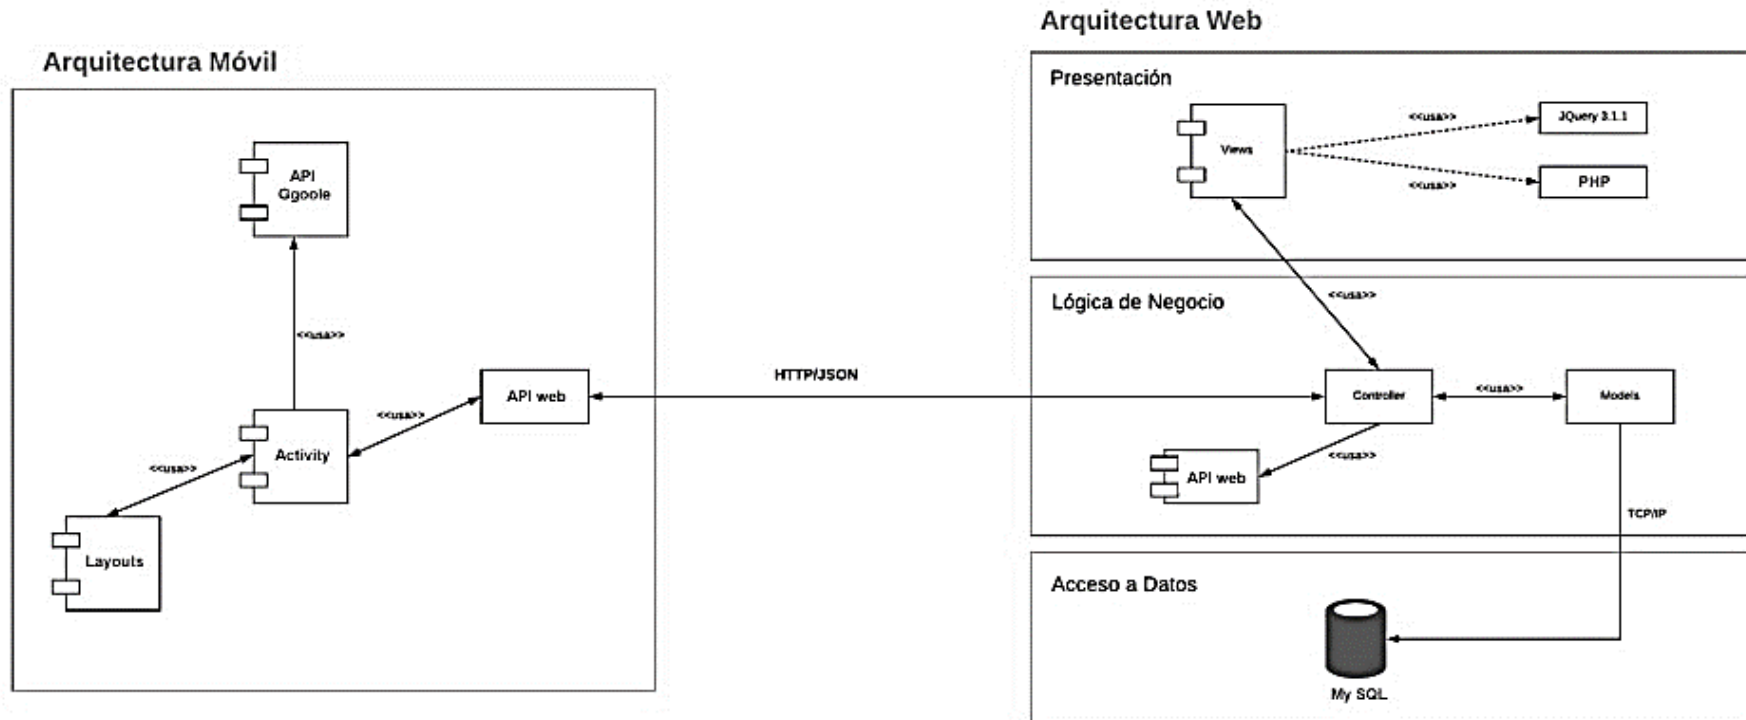 Arquitectura Móvil
API
Ggoole
<<usa>>
<<usa>>
API web
Activity
<<usa>>
Layouts
HTTP/JSON
Arquitectura Web
Presentación
Views
<<usa>>
JQuery 3.1.1
<<usa>>
PHP
Lógica de Negocio
<<usa>>
Controller
<<usa>>
Models
<<usa>>
API web
TCP/IP
Acceso a Datos
My SQL